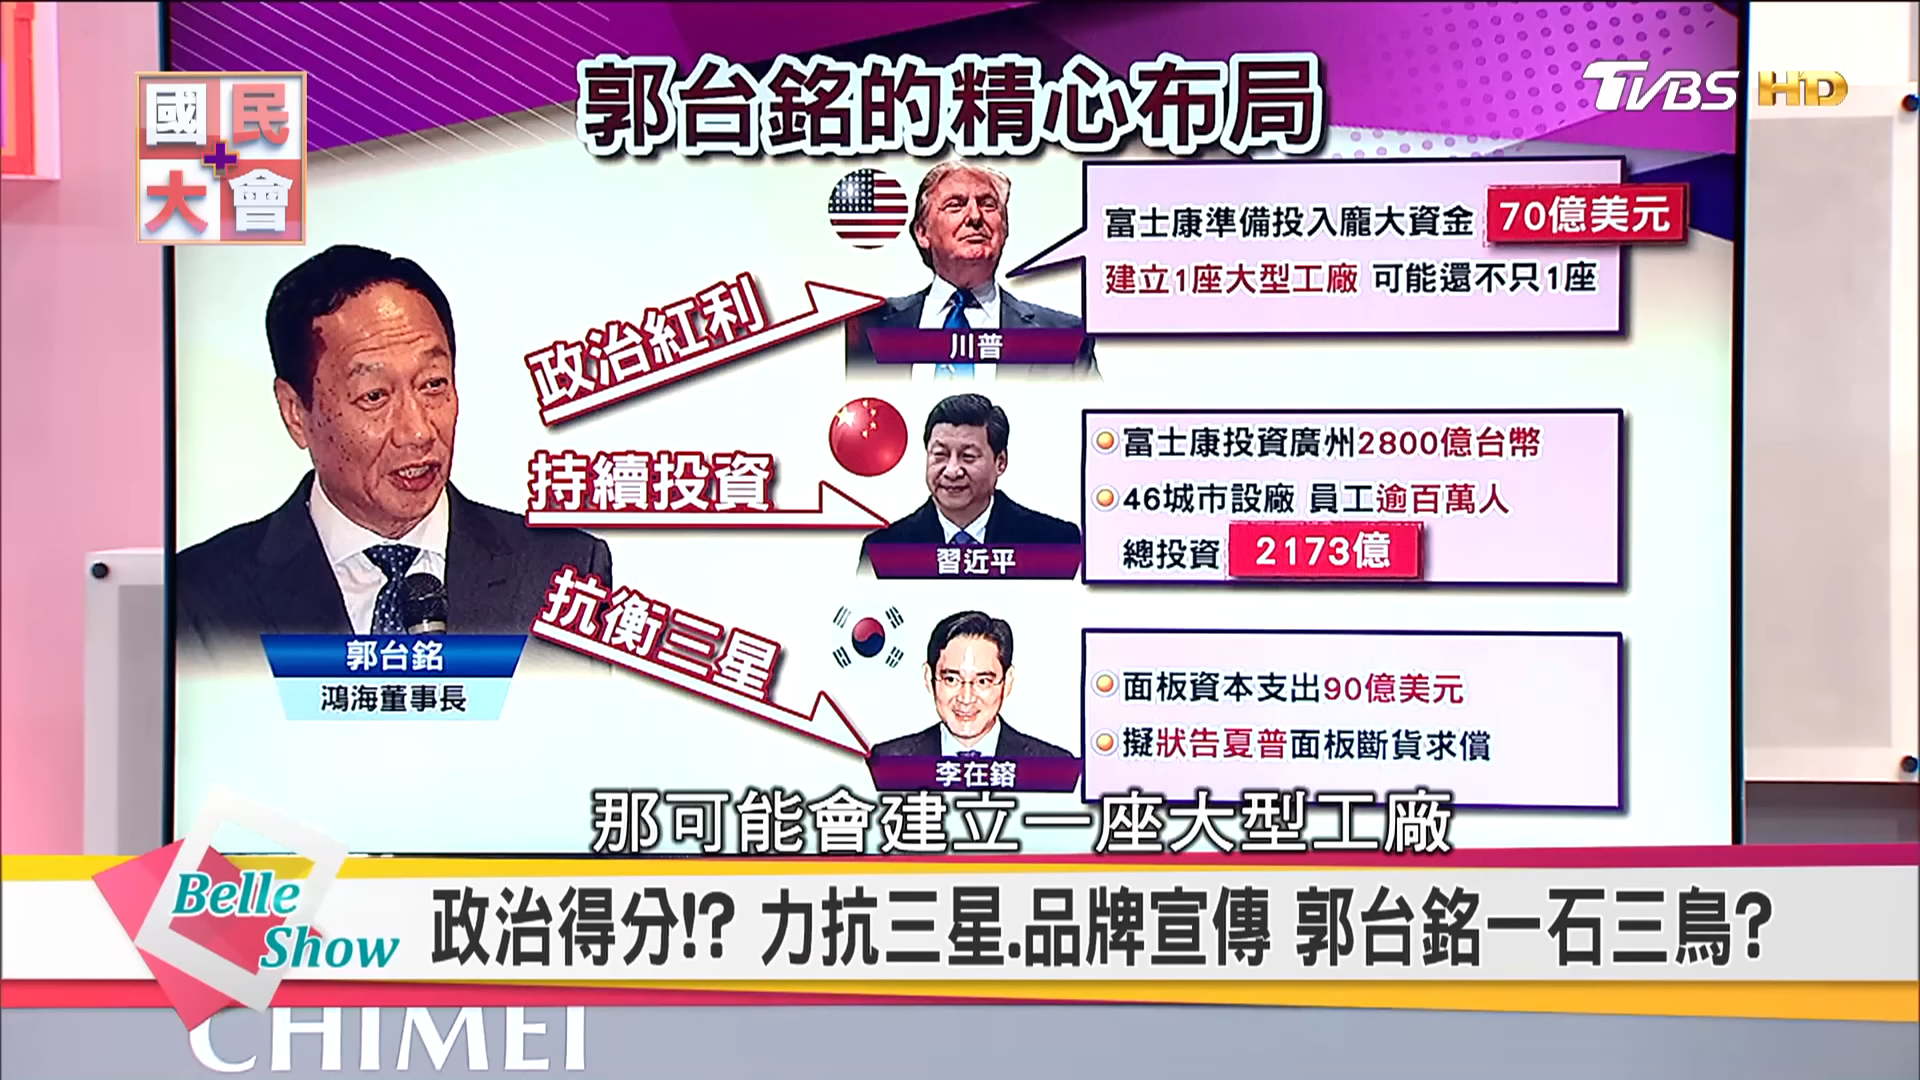 郭台銘的精心布局
國民
大會
TVBS HD
富士康準備投入龐大資金 70億美元
建立1座大型工廠 可能還不只1座
政治紅利
川普
持續投資
富士康投資廣州2800億台幣
46城市設廠 員工逾百萬人
總投資 2173億
習近平
抗衡三星
郭台銘
鴻海董事長
面板資本支出90億美元
擬狀告夏普面板斷貨求償
李在鎔
那可能會建立一座大型工廠
Belle
Show
政治得分!? 力抗三星.品牌宣傳 郭台銘一石三鳥?
CHIMEI